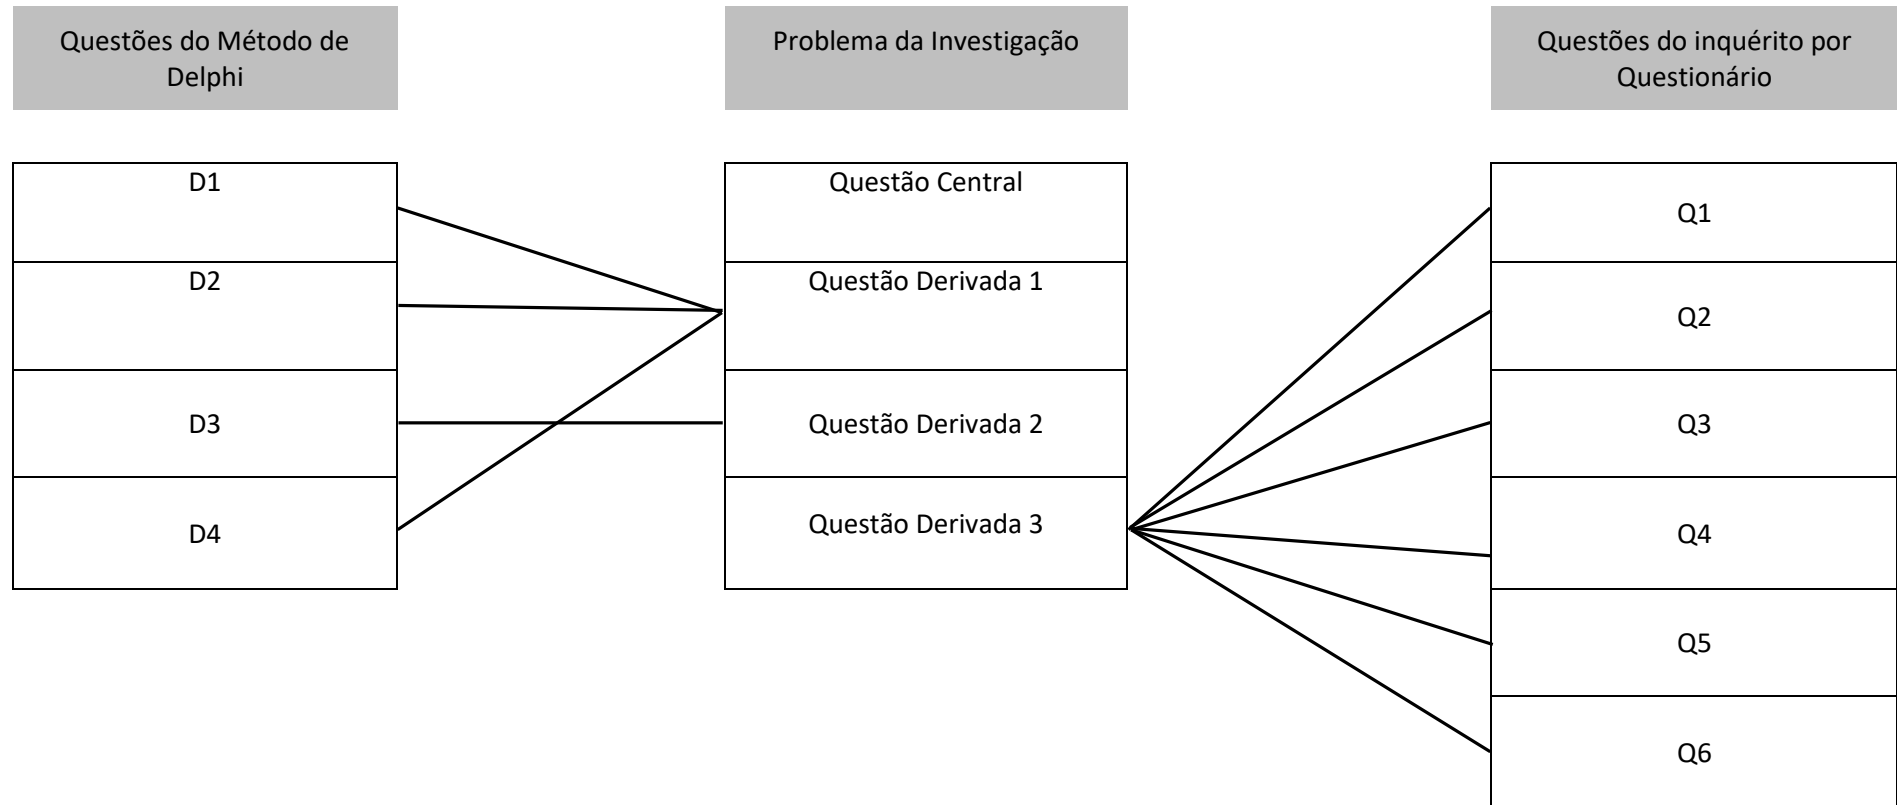 Questões do Método de
Delphi
Problema da Investigação
Questões do inquérito por
Questionário
D1
D2
D3
D4
Questão Central
Questão Derivada 1
Questão Derivada 2
Questão Derivada 3
Q1
Q2
Q3
Q4
Q5
Q6